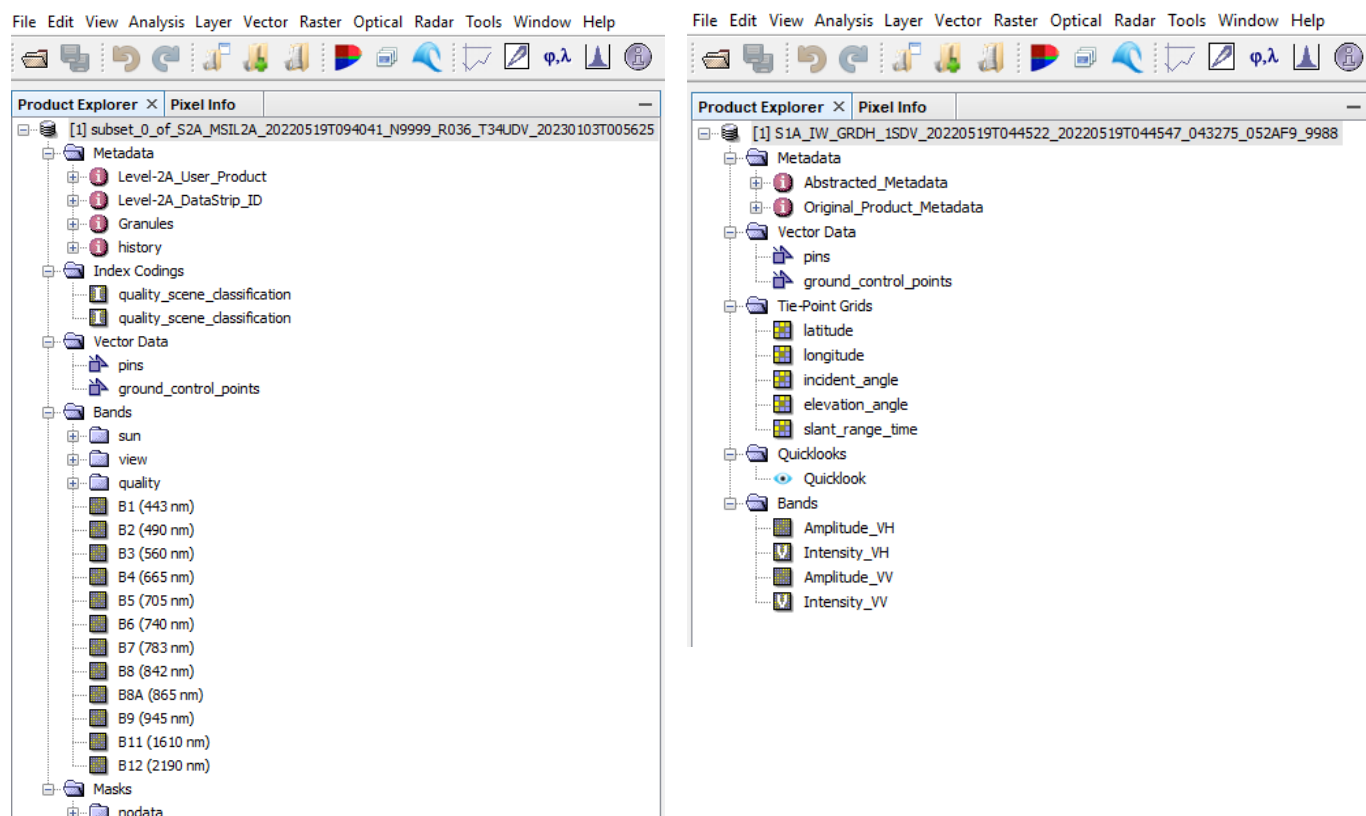 File Edit View Analysis Layer Vector Raster Optical Radar Tools Window Help
φ,λ
Product Explorer × Pixel Info
[1] subset_0_of_S2A_MSIL2A_20220519T094041_N9999_R036_T34UDV_20230103T005625
Metadata
Level-2A_User_Product
Level-2A_DataStrip_ID
Granules
history
Index Codings
quality_scene_classification
quality_scene_classification
Vector Data
pins
ground_control_points
Bands
sun
view
quality
B1 (443 nm)
B2 (490 nm)
B3 (560 nm)
B4 (665 nm)
B5 (705 nm)
B6 (740 nm)
B7 (783 nm)
B8 (842 nm)
B8A (865 nm)
B9 (945 nm)
B11 (1610 nm)
B12 (2190 nm)
Masks
nodata
File Edit View Analysis Layer Vector Raster Optical Radar Tools Window Help
φ,λ
Product Explorer × Pixel Info
[1] S1A_IW_GRDH_1SDV_20220519T044522_20220519T044547_043275_052AF9_9988
Metadata
Abstracted_Metadata
Original_Product_Metadata
Vector Data
pins
ground_control_points
Tie-Point Grids
latitude
longitude
incident_angle
elevation_angle
slant_range_time
Quicklooks
Quicklook
Bands
Amplitude_VH
Intensity_VH
Amplitude_VV
Intensity_VV